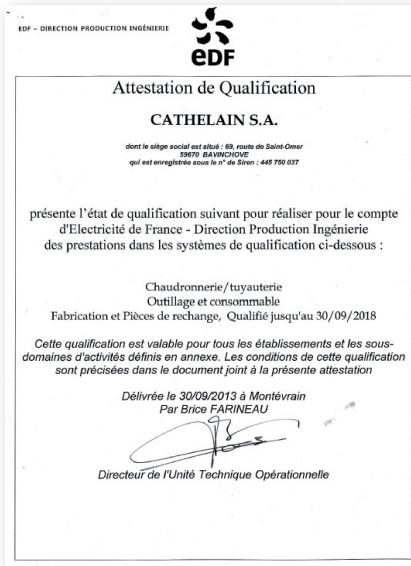 EDF – DIRECTION PRODUCTION INGÉNIERIE
eDF
Attestation de Qualification
CATHELAIN S.A.
dont le siège social est situé : 69, route de Saint-Omer
59670 BAVINCHOVE
qui est enregistrée sous le n° de Siren : 445 750 037
présente l'état de qualification suivant pour réaliser pour le compte
d'Electricité de France - Direction Production Ingénierie
des prestations dans les systèmes de qualification ci-dessous :
Chaudronnerie/tuyauterie
Outillage et consommable
Fabrication et Pièces de rechange, Qualifié jusqu'au 30/09/2018
Cette qualification est valable pour tous les établissements et les sous-
domaines d'activités définis en annexe. Les conditions de cette qualification
sont précisées dans le document joint à la présente attestation
Délivrée le 30/09/2013 à Montévrain
Par Brice FARINEAU
Directeur de l'Unité Technique Opérationnelle